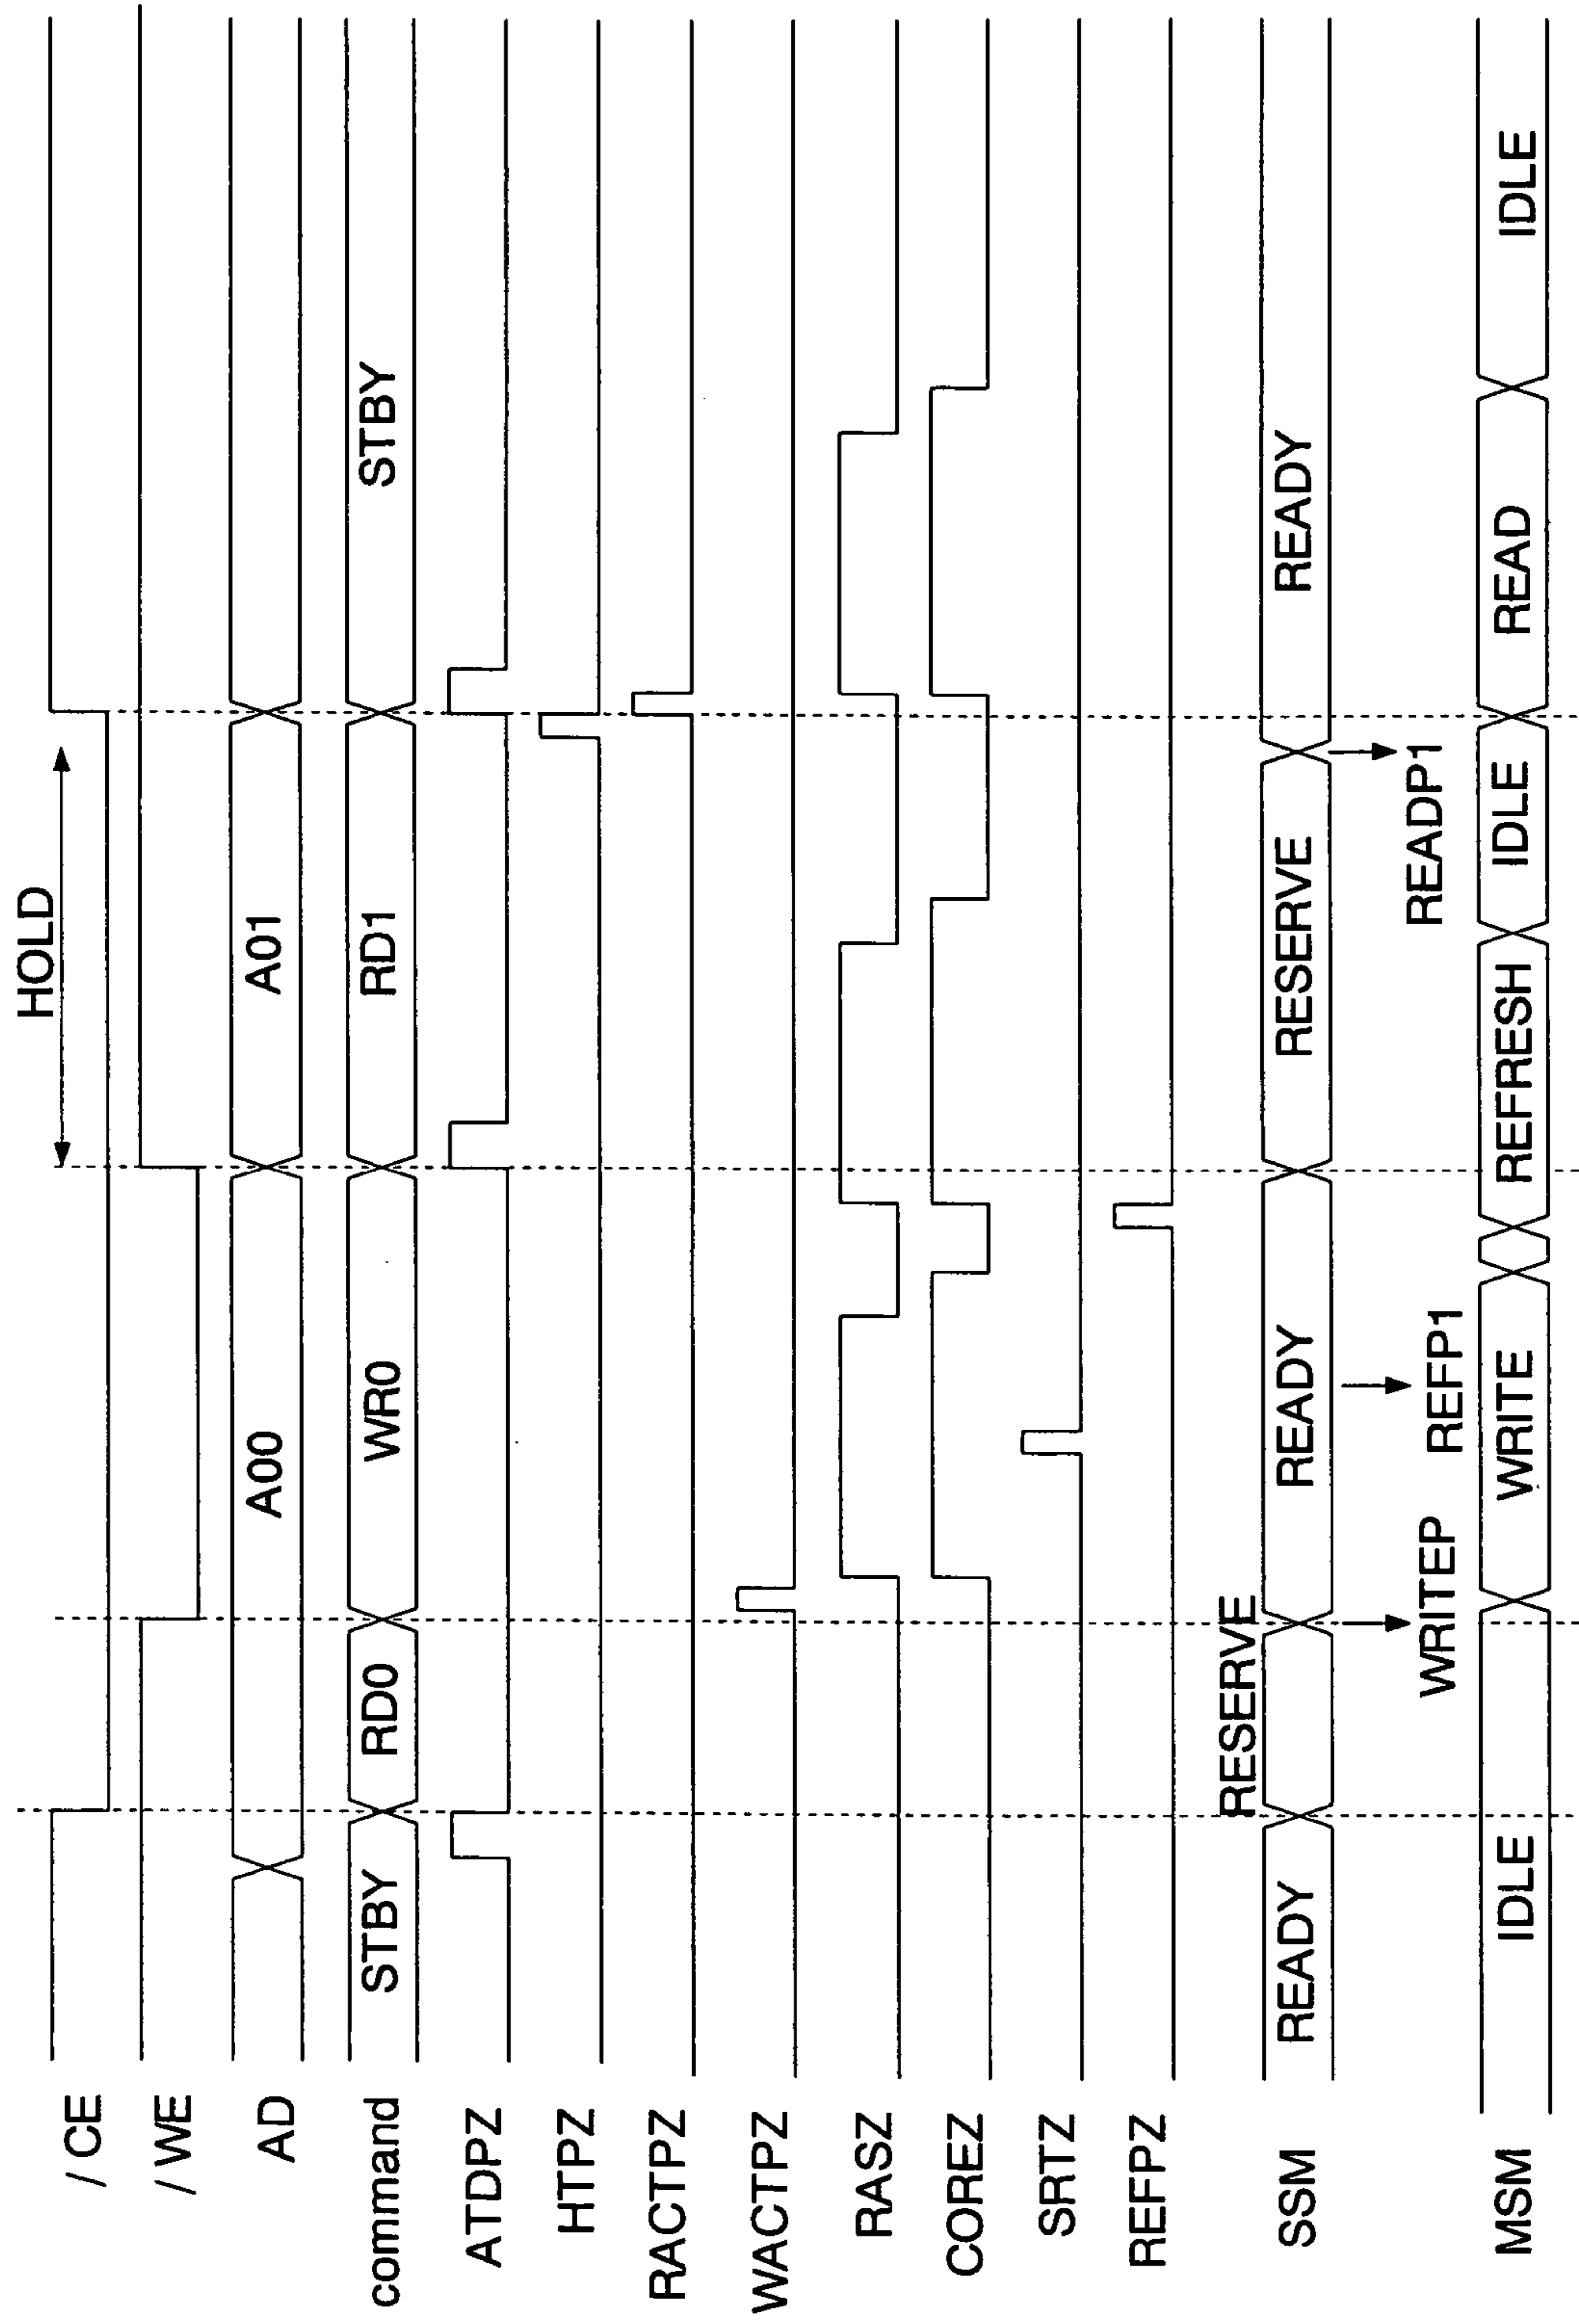 HOLD
/ CE
/ WE
AD A00 A01
command STBY RD0 WR0 RD1 STBY
ATDPZ
HTPZ
RACTPZ
WACTPZ
RASZ
COREZ
SRTZ
REFPZ
RESERVE
SSM READY READY RESERVE READY
WRITEP REFP1 READP1
MSM IDLE WRITE REFRESH IDLE READ IDLE